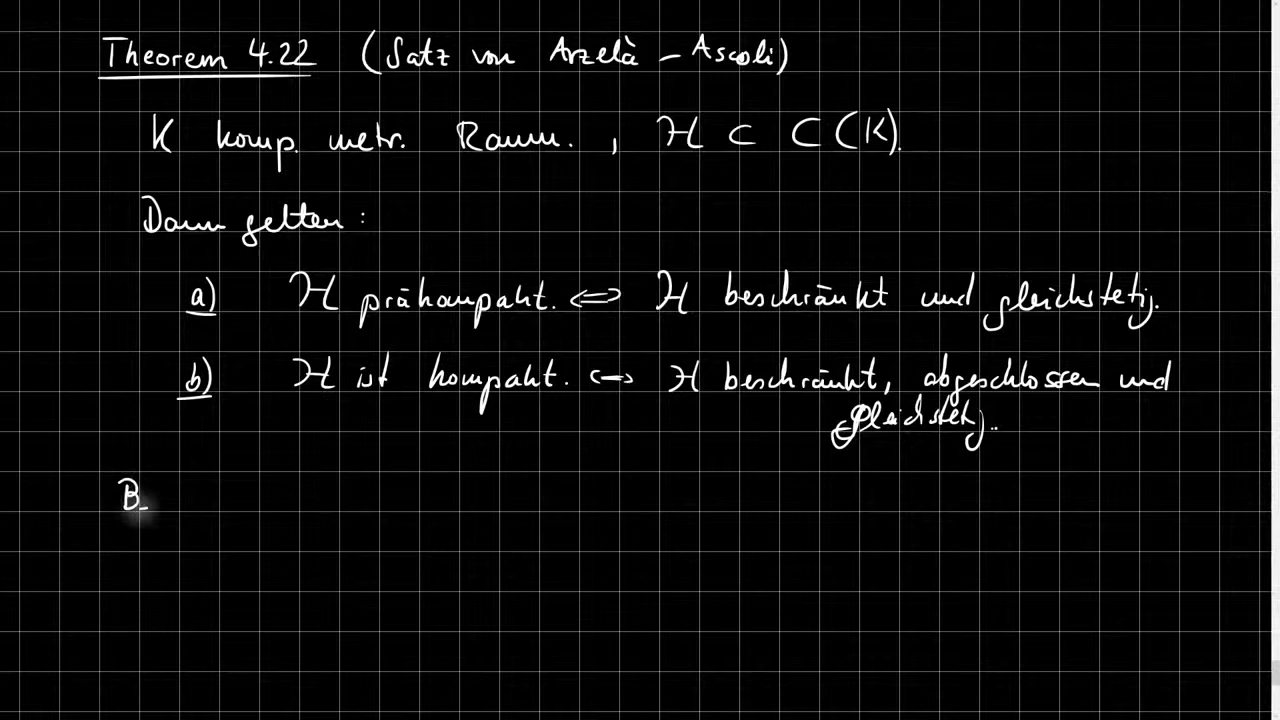 Theorem 4.22 (Satz von Arzelà - Ascoli)
K komp. metr. Raum. , ℋ ⊂ C(K).
Dann gelten :
a) ℋ präkompakt. ⇔ ℋ beschränkt und gleichstetig.
b) ℋ ist kompakt. ⇔ ℋ beschränkt, abgeschlossen und
gleichstetig.
B